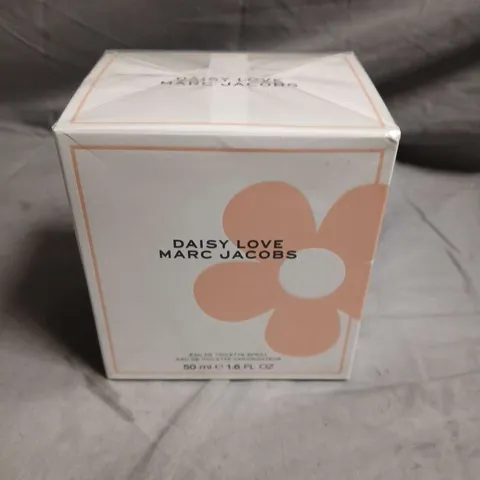 DAISY LOVE
MARC JACOBS
DAISY LOVE
MARC JACOBS
EAU DE TOILETTE SPRAY
EAU DE TOILETTE VAPORISATEUR
50 ml ℮ 1.6 FL OZ